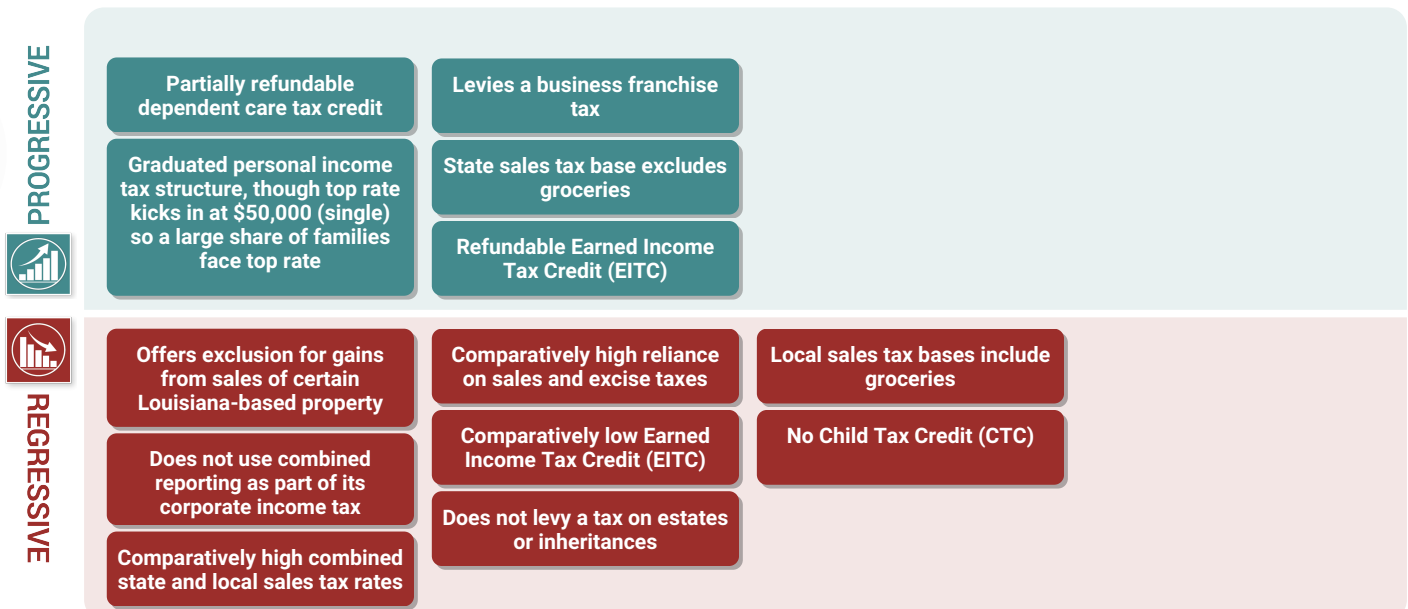 PROGRESSIVE
Partially refundable
dependent care tax credit
Graduated personal income
tax structure, though top rate
kicks in at $50,000 (single)
so a large share of families
face top rate
Levies a business franchise
tax
State sales tax base excludes
groceries
Refundable Earned Income
Tax Credit (EITC)
REGRESSIVE
Offers exclusion for gains
from sales of certain
Louisiana-based property
Does not use combined
reporting as part of its
corporate income tax
Comparatively high combined
state and local sales tax rates
Comparatively high reliance
on sales and excise taxes
Comparatively low Earned
Income Tax Credit (EITC)
Does not levy a tax on estates
or inheritances
Local sales tax bases include
groceries
No Child Tax Credit (CTC)